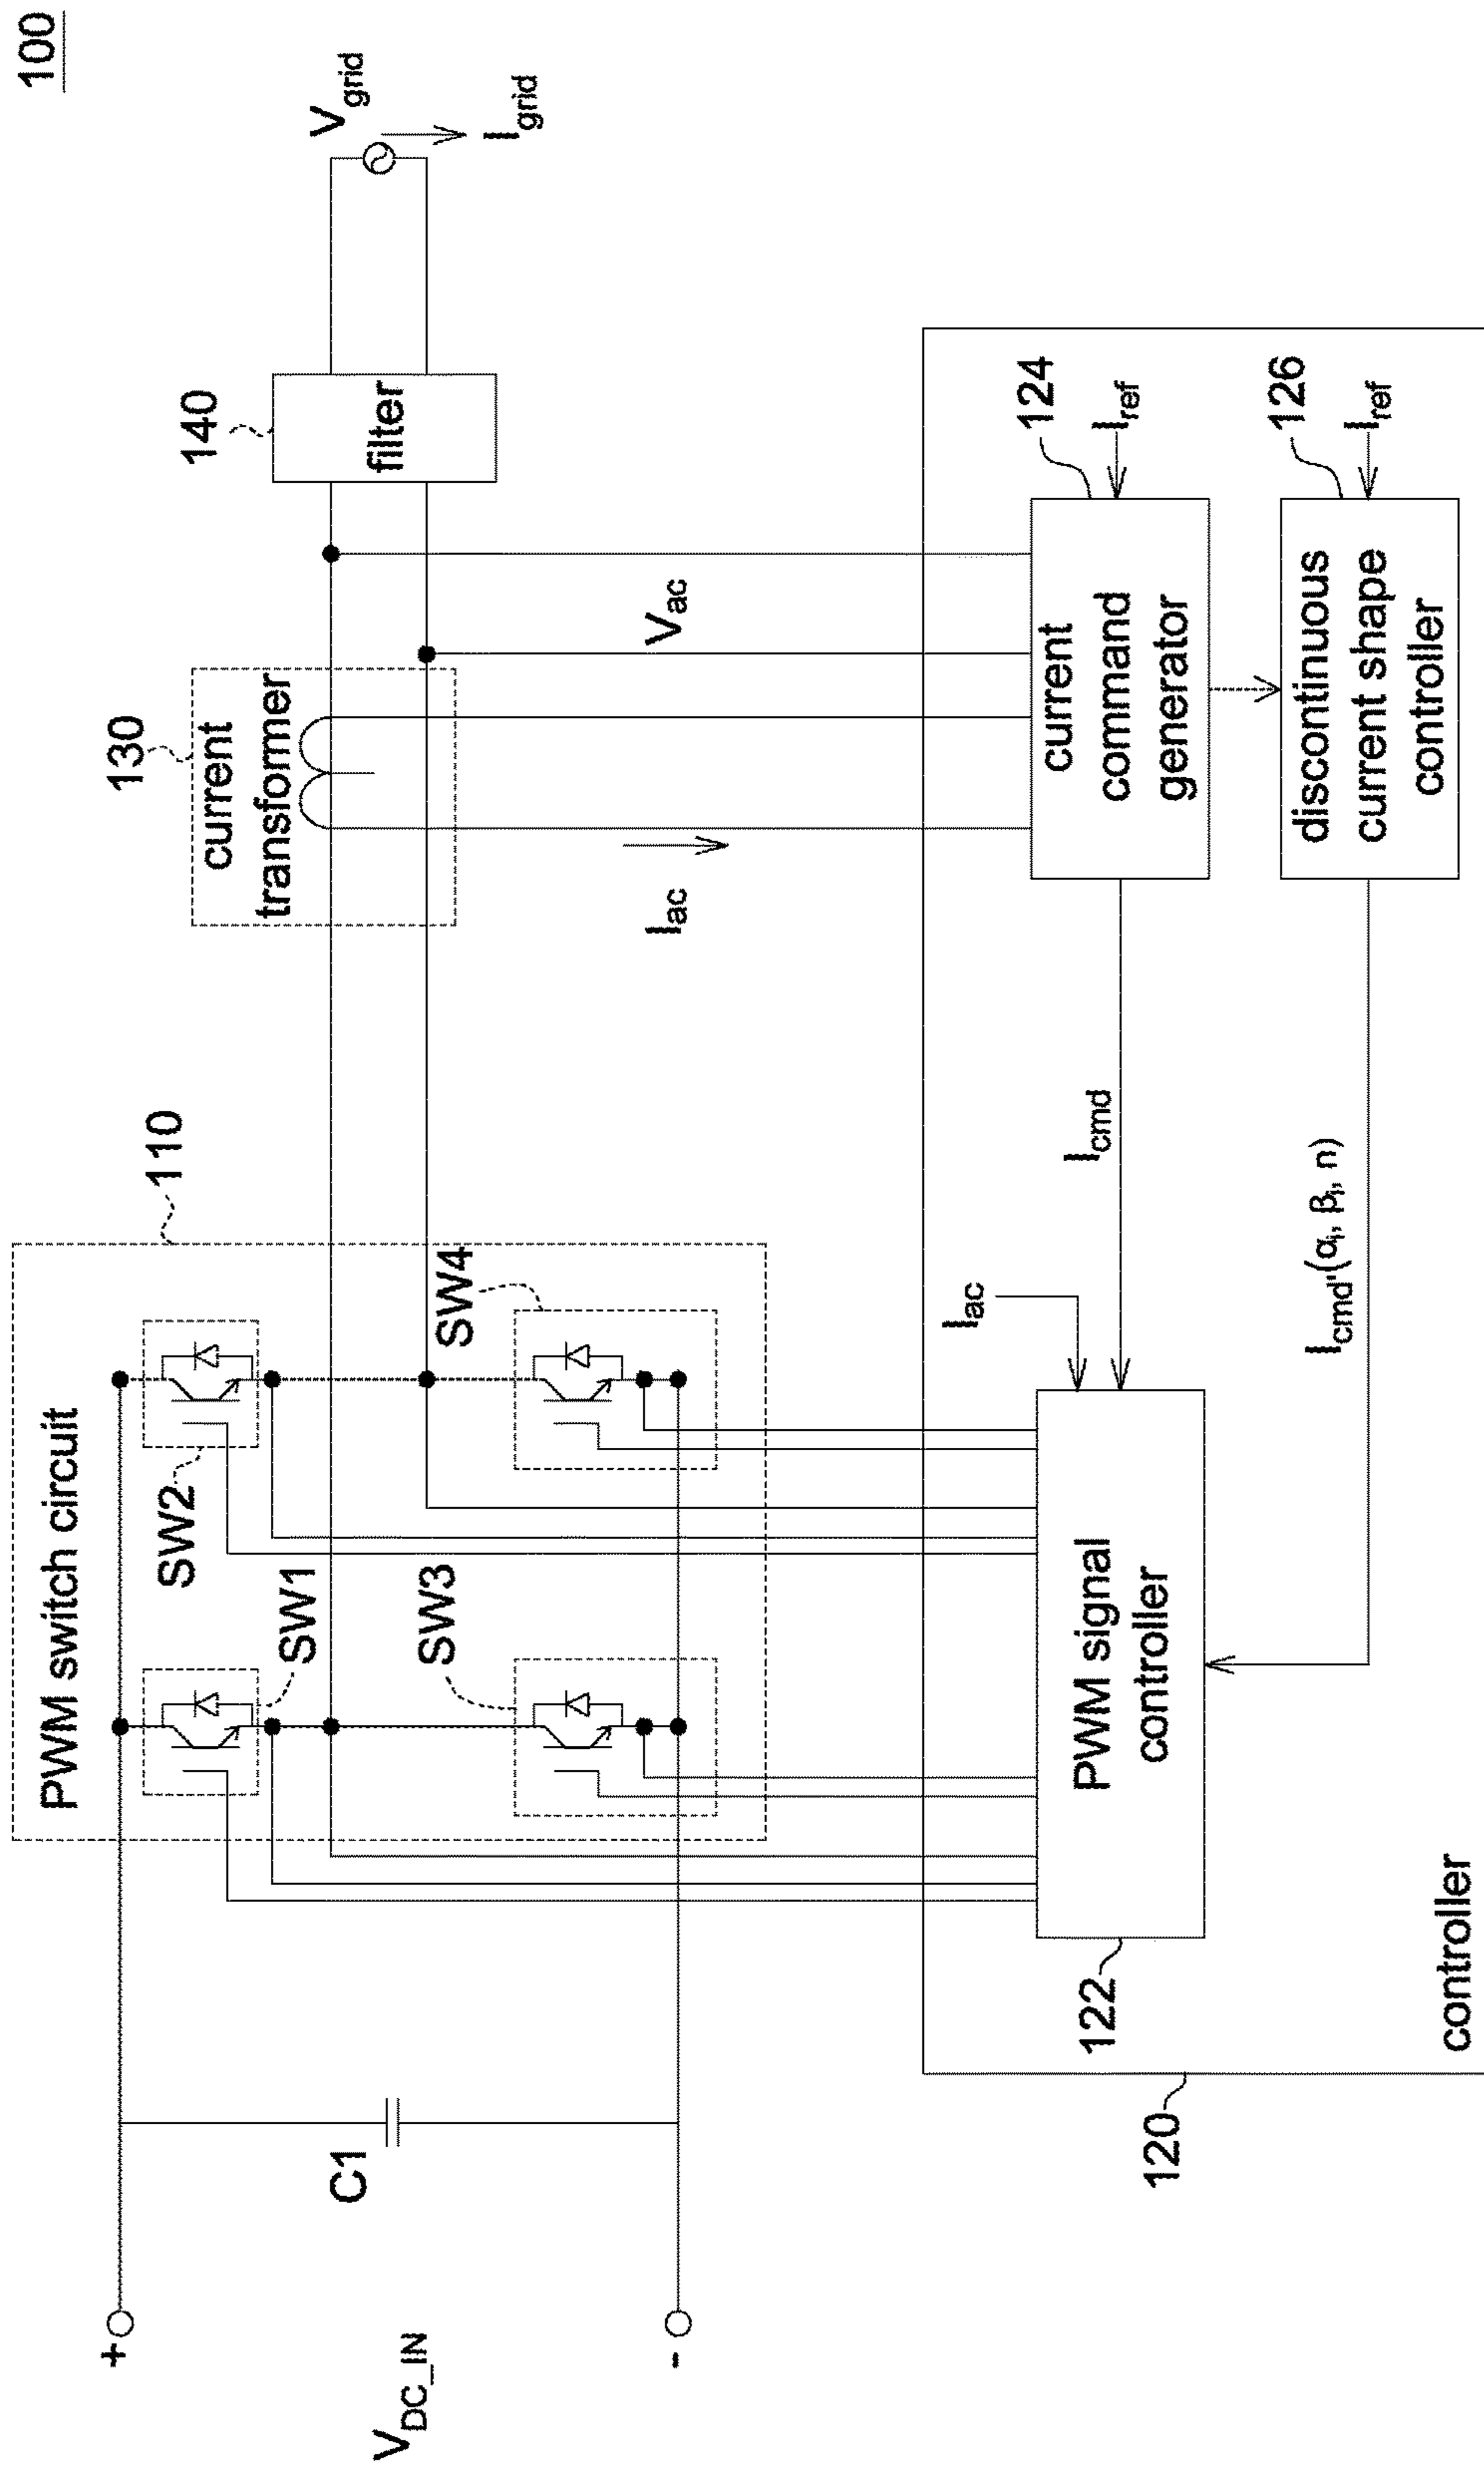 100
PWM switch circuit
110
SW1
SW2
SW3
SW4
+
V_DC_IN
-
C1
130
current
transformer
140
filter
V_grid
I_grid
I_ac
V_ac
120
controller
122
PWM signal
controller
I_ac
I_cmd
I_cmd'(α_i, β_i, n)
124
current
command
generator
I_ref
126
discontinuous
current shape
controller
I_ref